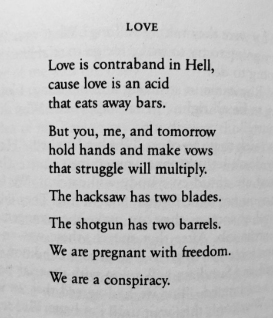 LOVE
Love is contraband in Hell,
cause love is an acid
that eats away bars.
But you, me, and tomorrow
hold hands and make vows
that struggle will multiply.
The hacksaw has two blades.
The shotgun has two barrels.
We are pregnant with freedom.
We are a conspiracy.